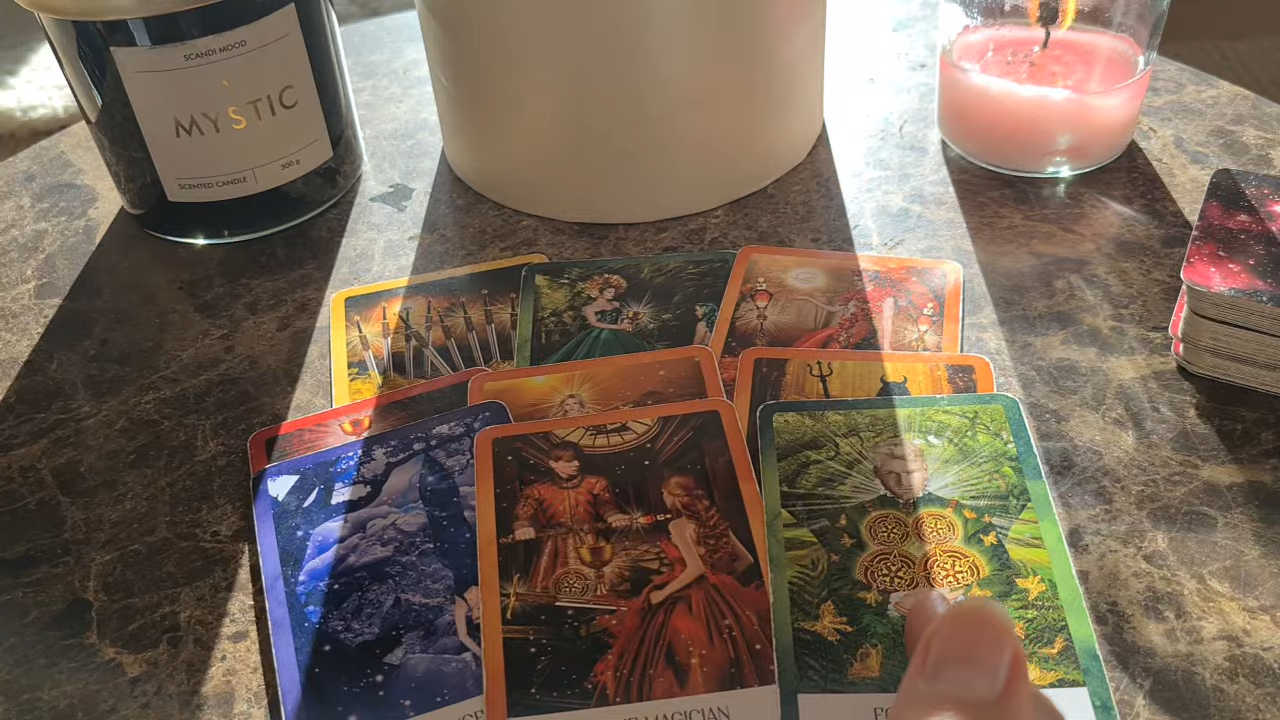 SCANDI MOOD
MYSTIC
SCENTED CANDLE
300 g
MAGICIAN